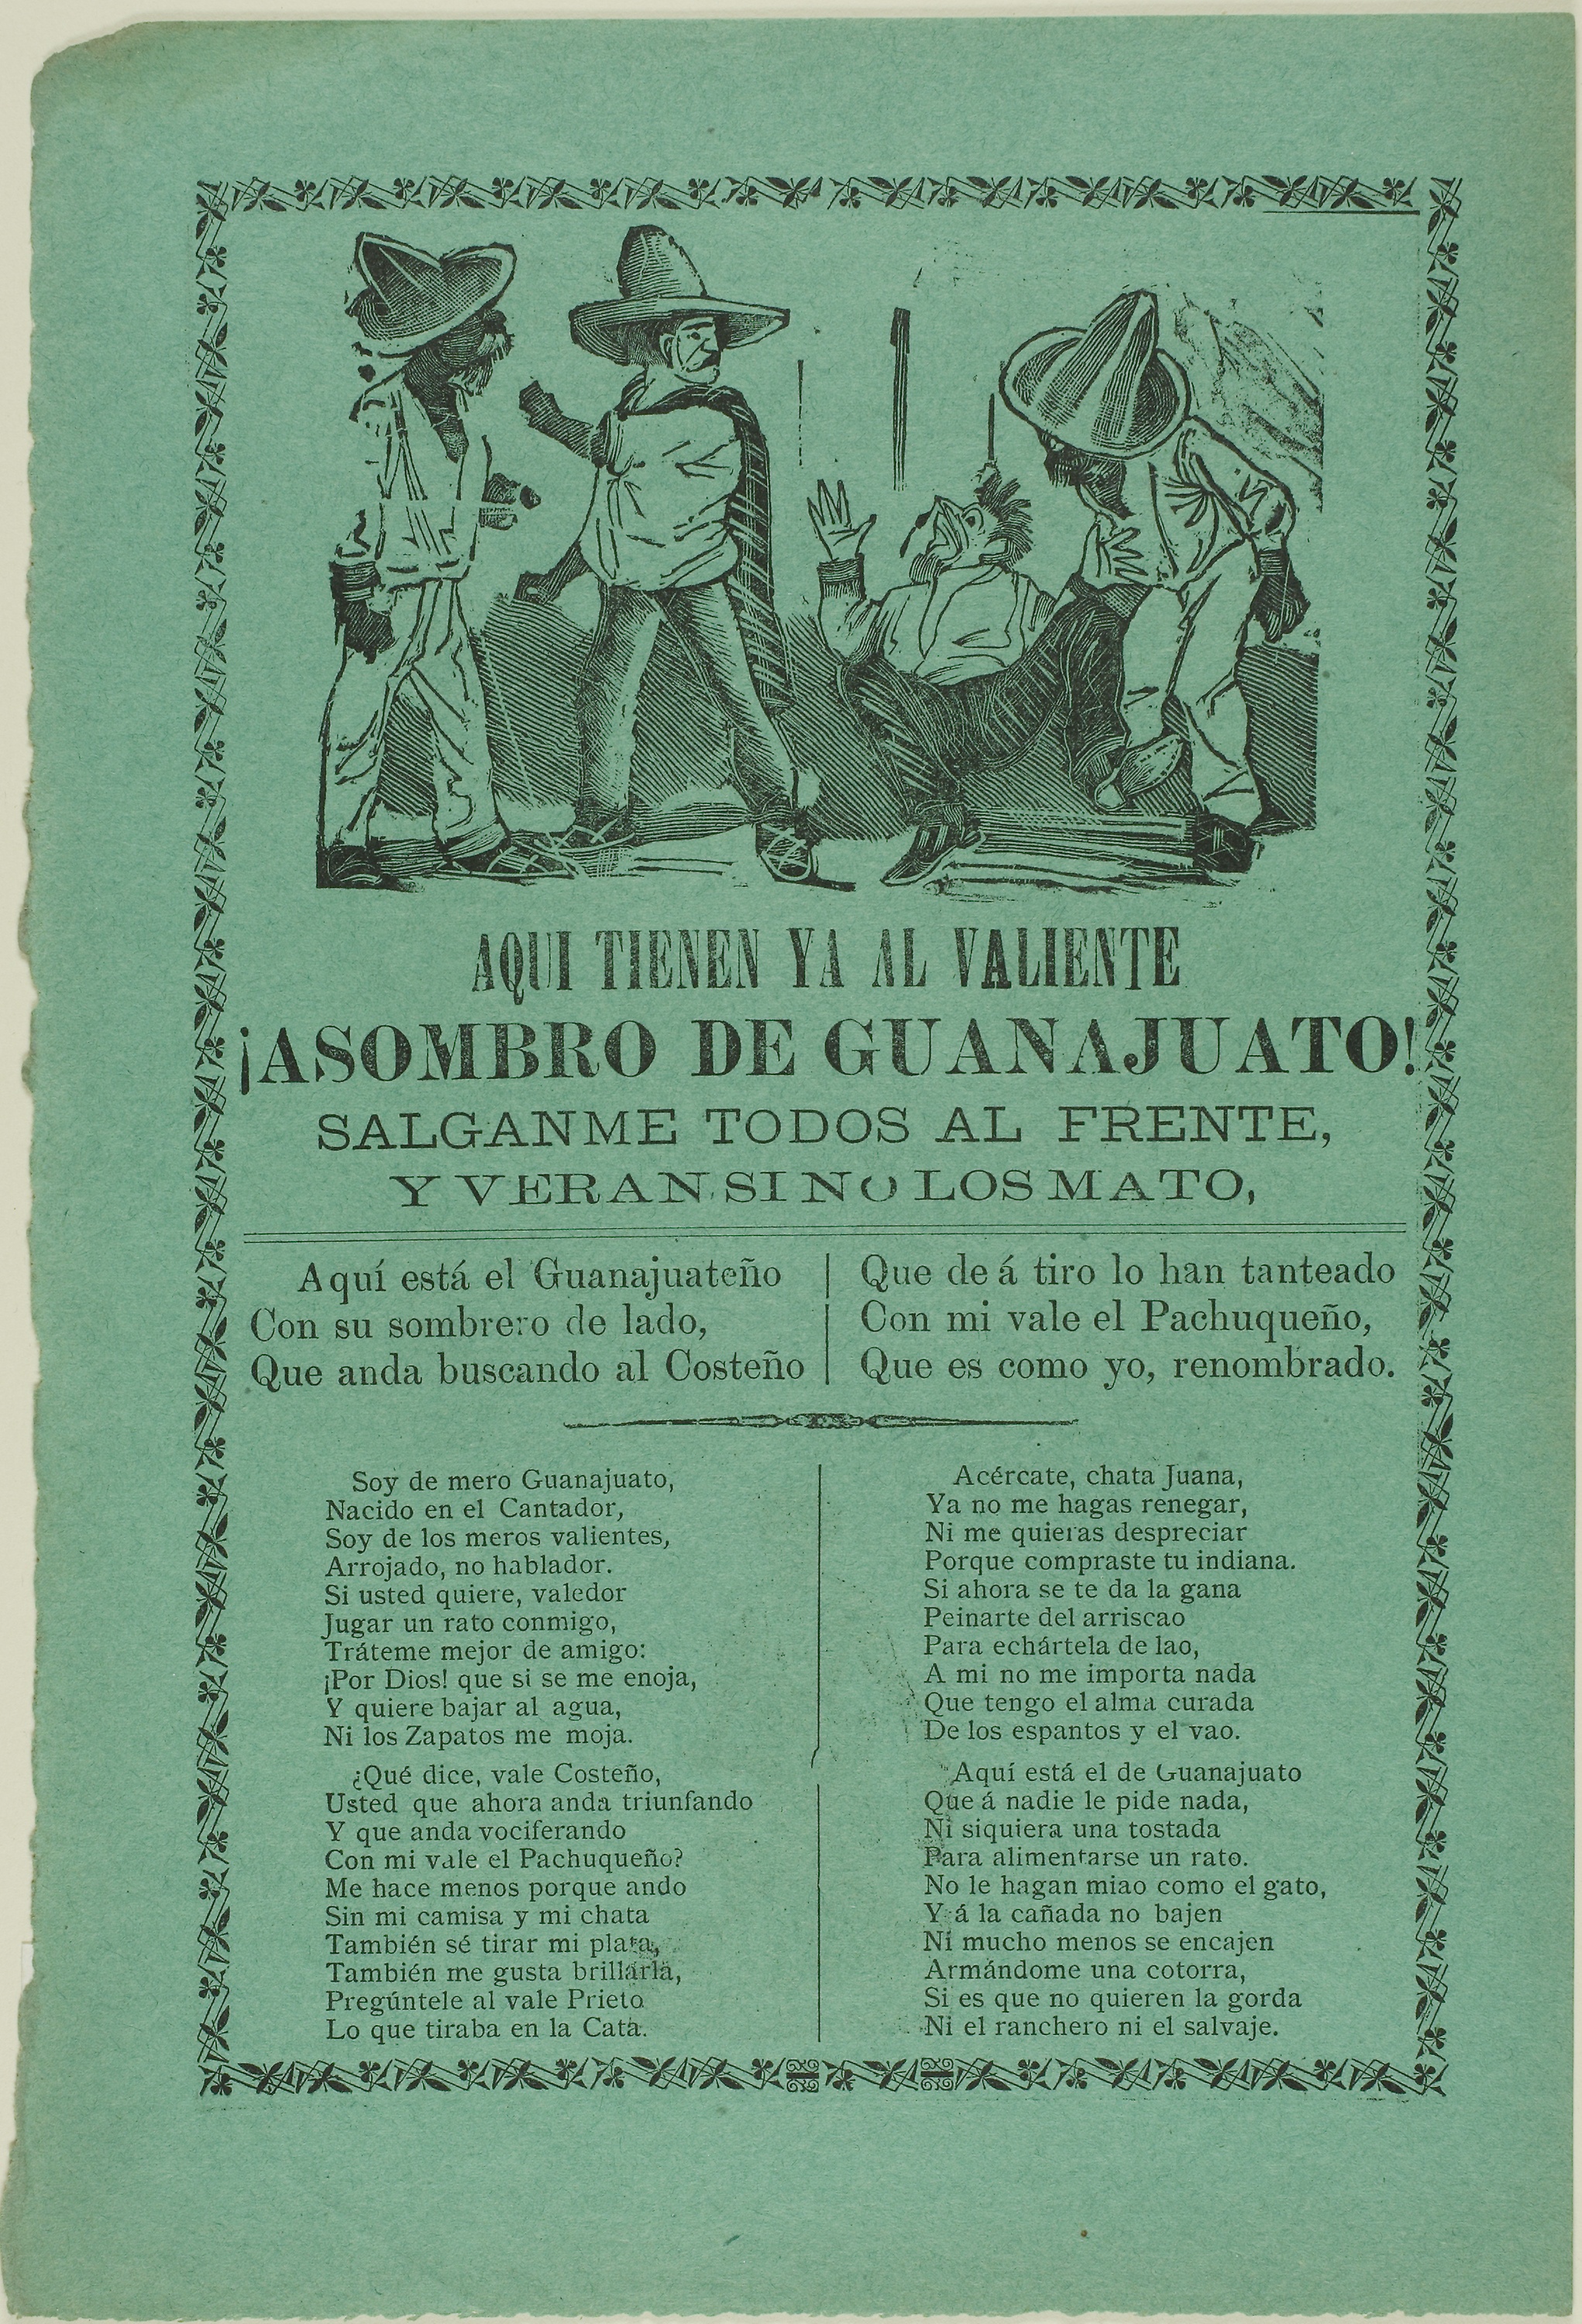 AQUI TIENEN YA AL VALIENTE
¡ASOMBRO DE GUANAJUATO!
SALGANME TODOS AL FRENTE,
Y VERAN SI NO LOS MATO,
Aquí está el Guanajuateño
Con su sombrero de lado,
Que anda buscando al Costeño
Que de á tiro lo han tanteado
Con mi vale el Pachuqueño,
Que es como yo, renombrado.
Soy de mero Guanajuato,
Nacido en el Cantador,
Soy de los meros valientes,
Arrojado, no hablador.
Si usted quiere, valedor
Jugar un rato conmigo,
Tráteme mejor de amigo:
¡Por Dios! que si se me enoja,
Y quiere bajar al agua,
Ni los Zapatos me moja.
¿Qué dice, vale Costeño,
Usted que ahora anda triunfando
Y que anda vociferando
Con mi vale el Pachuqueño?
Me hace menos porque ando
Sin mi camisa y mi chata
También sé tirar mi plata,
También me gusta brillarla,
Pregúntele al vale Prieto
Lo que tiraba en la Cata.
Acércate, chata Juana,
Ya no me hagas renegar,
Ni me quieras despreciar
Porque compraste tu indiana.
Si ahora se te da la gana
Peinarte del arriscao
Para echártela de lao,
A mi no me importa nada
Que tengo el alma curada
De los espantos y el vao.
Aquí está el de Guanajuato
Que á nadie le pide nada,
Ni siquiera una tostada
Para alimentarse un rato.
No le hagan miao como el gato,
Y á la cañada no bajen
Ni mucho menos se encajen
Armándome una cotorra,
Si es que no quieren la gorda
Ni el ranchero ni el salvaje.